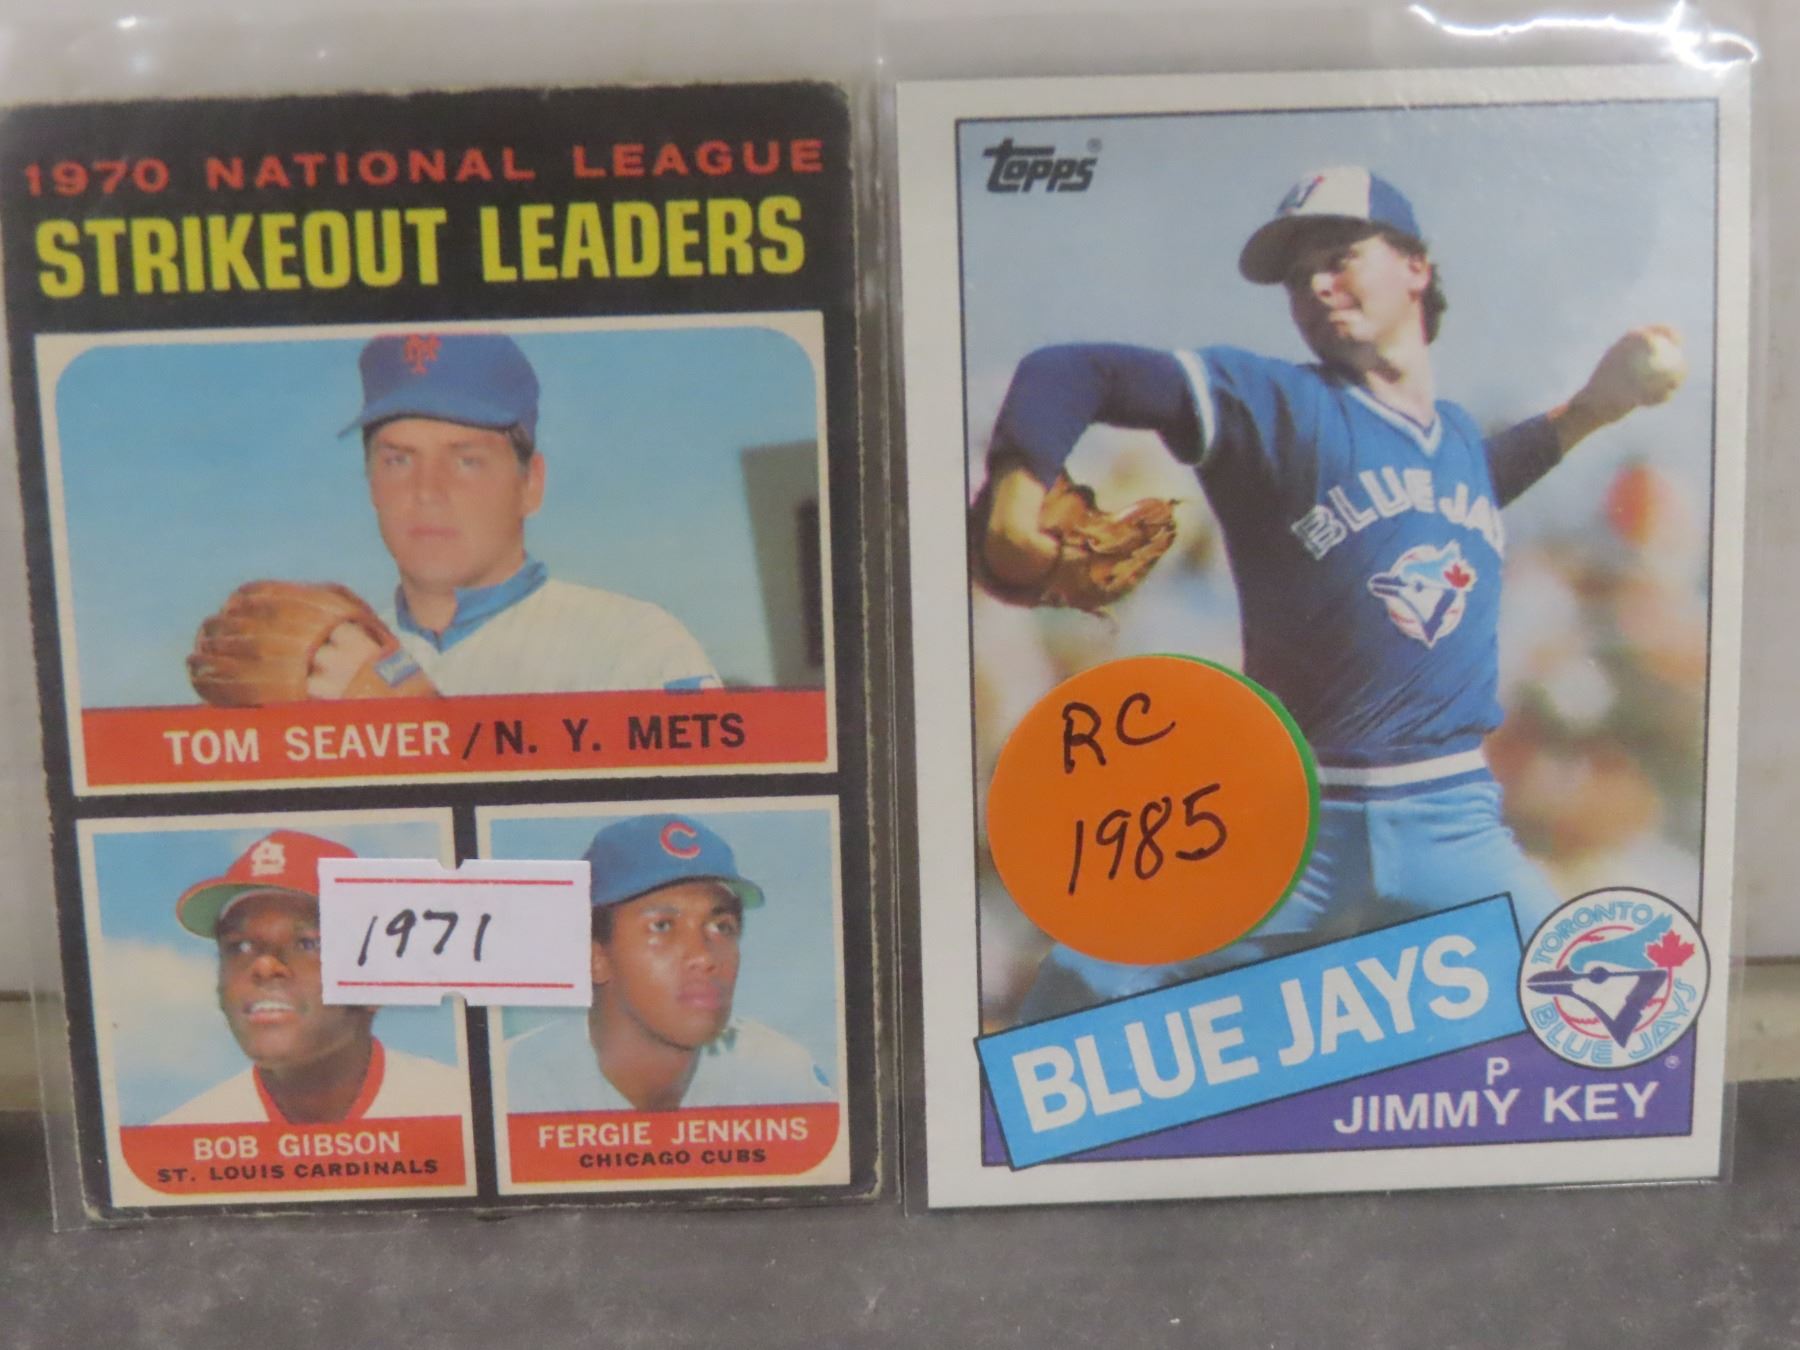 1970 NATIONAL LEAGUE
STRIKEOUT LEADERS
TOM SEAVER / N. Y. METS
1971
BOB GIBSON
ST. LOUIS CARDINALS
FERGIE JENKINS
CHICAGO CUBS
C
topps®
BLUE JA
RC
1985
BLUE JAYS
TORONTO
BLUE JAYS
®
P
JIMMY KEY